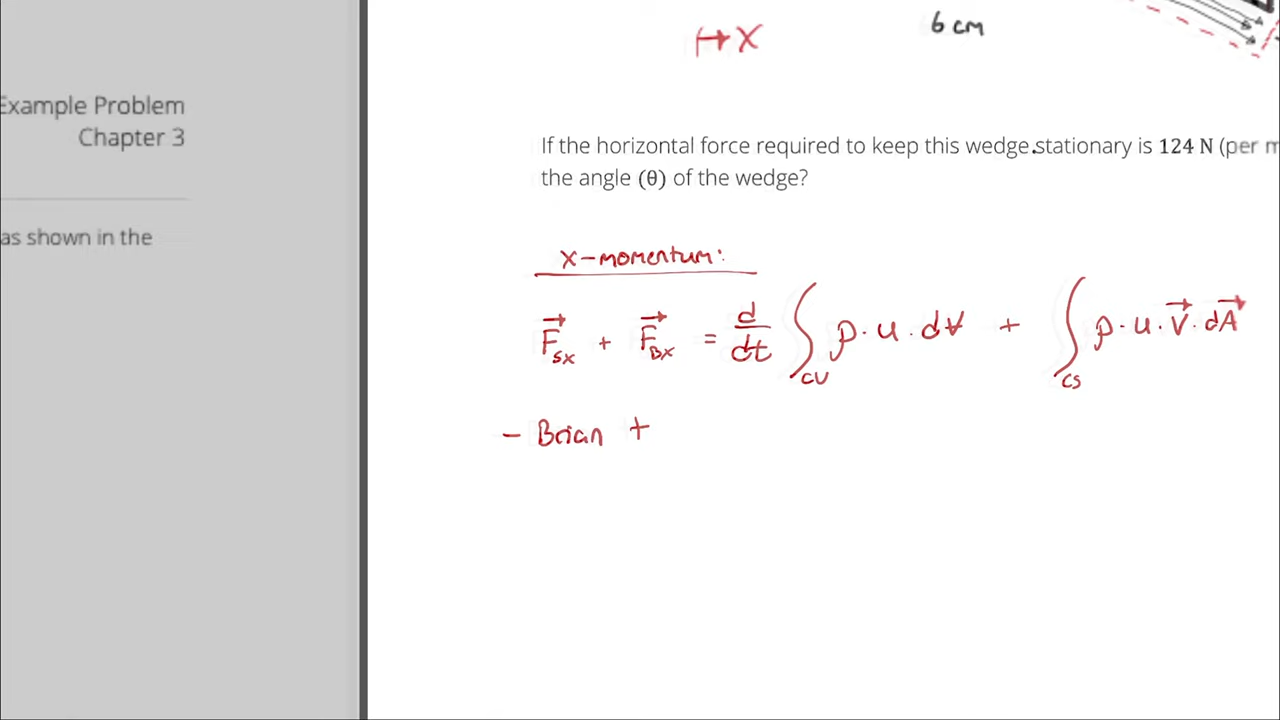 Example Problem
Chapter 3
as shown in the
↦ X
6 cm
If the horizontal force required to keep this wedge stationary is 124 N (per m
the angle (θ) of the wedge?
X-momentum:
F⃗sx + F⃗Bx = d/dt ∫cv ρ · u · dV̶ + ∫cs ρ · u · V⃗ · dA⃗
- Brian +